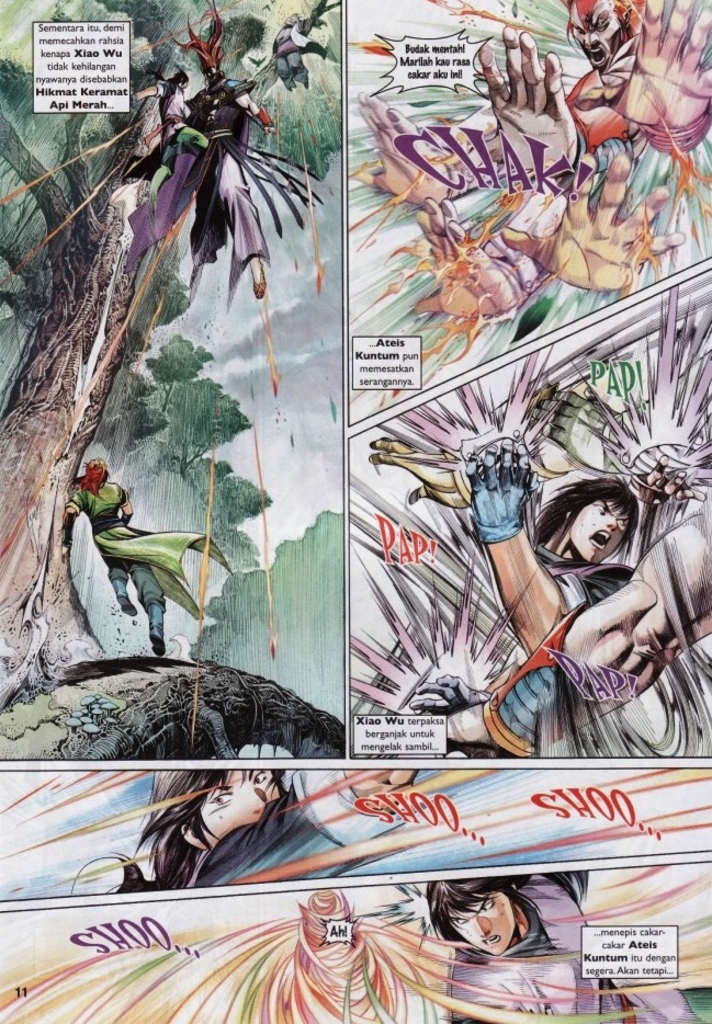 Sementara itu, demi
memecahkan rahsia
kenapa Xiao Wu
tidak kehilangan
nyawanya disebabkan
Hikmat Keramat
Api Merah...
Budak mentah!
Marilah kau rasa
cakar aku ini!
CHAK!
...Ateis
Kuntum pun
memesatkan
serangannya.
PAP!
PAP!
PAP!
Xiao Wu terpaksa
berganjak untuk
mengelak sambil...
SHOO...
SHOO...
SHOO...
Ah!
...menepis cakar-
cakar Ateis
Kuntum itu dengan
segera. Akan tetapi...
11